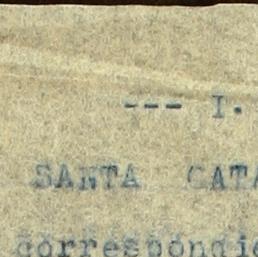 --- I.
SANTA CATA
correspondi